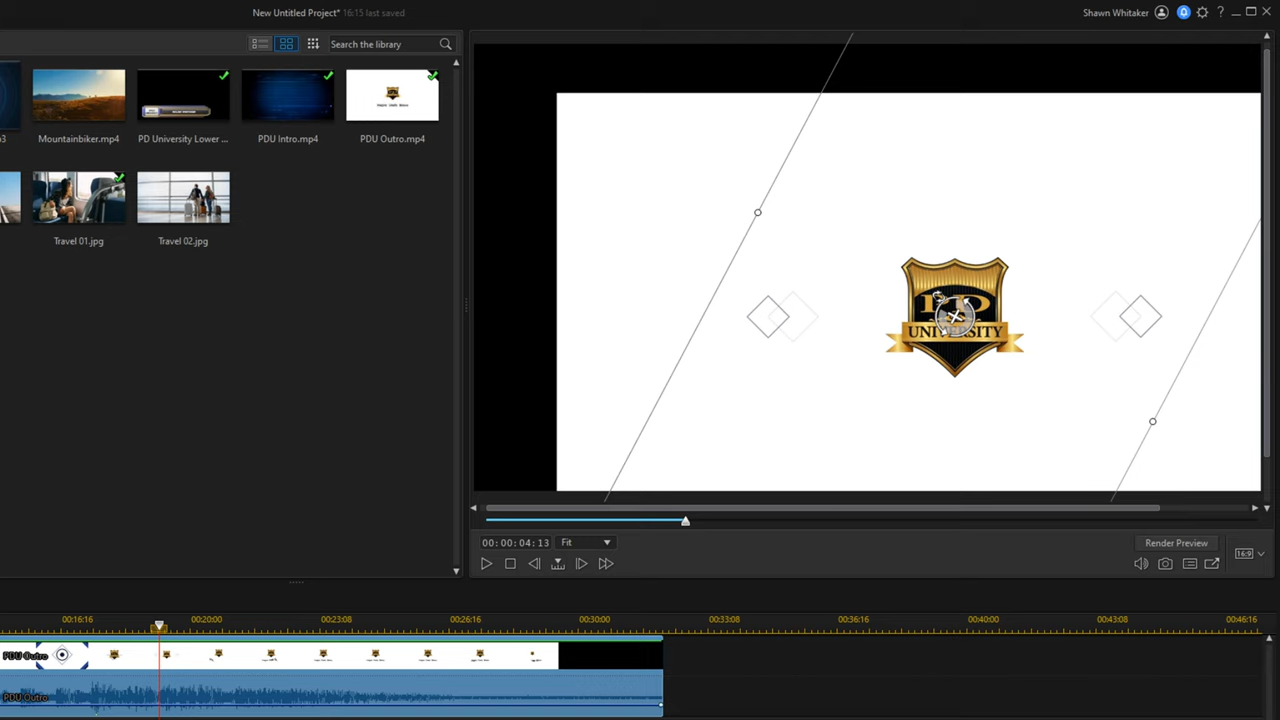 New Untitled Project* 16:15 last saved
Shawn Whitaker
?
Search the library
p3
Mountainbiker.mp4
PD University Lower ...
PDU Intro.mp4
PDU Outro.mp4
Travel 01.jpg
Travel 02.jpg
PD
UNIVERSITY
00:00:04:13
Fit
Render Preview
16:9
00:16:16
00:20:00
00:23:08
00:26:16
00:30:00
00:33:08
00:36:16
00:40:00
00:43:08
00:46:16
PDU Outro
PDU Outro